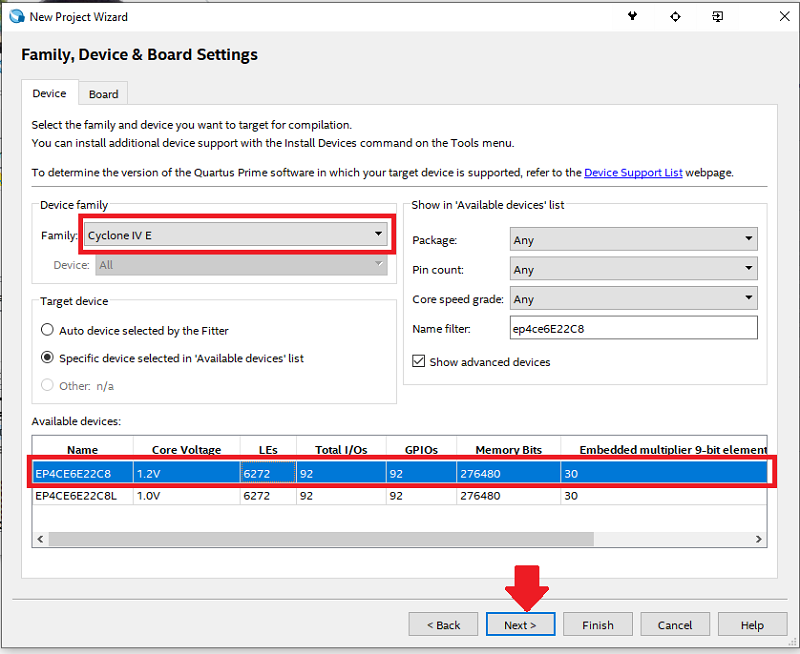 New Project Wizard
Family, Device & Board Settings
Device Board
Select the family and device you want to target for compilation.
You can install additional device support with the Install Devices command on the Tools menu.
To determine the version of the Quartus Prime software in which your target device is supported, refer to the Device Support List webpage.
Device family
Family: Cyclone IV E
Device: All
Show in 'Available devices' list
Package: Any
Pin count: Any
Core speed grade: Any
Name filter: ep4ce6E22C8
Show advanced devices
Target device
Auto device selected by the Fitter
Specific device selected in 'Available devices' list
Other: n/a
Available devices:
Name Core Voltage LEs Total I/Os GPIOs Memory Bits Embedded multiplier 9-bit element
EP4CE6E22C8 1.2V 6272 92 92 276480 30
EP4CE6E22C8L 1.0V 6272 92 92 276480 30
< Back Next > Finish Cancel Help